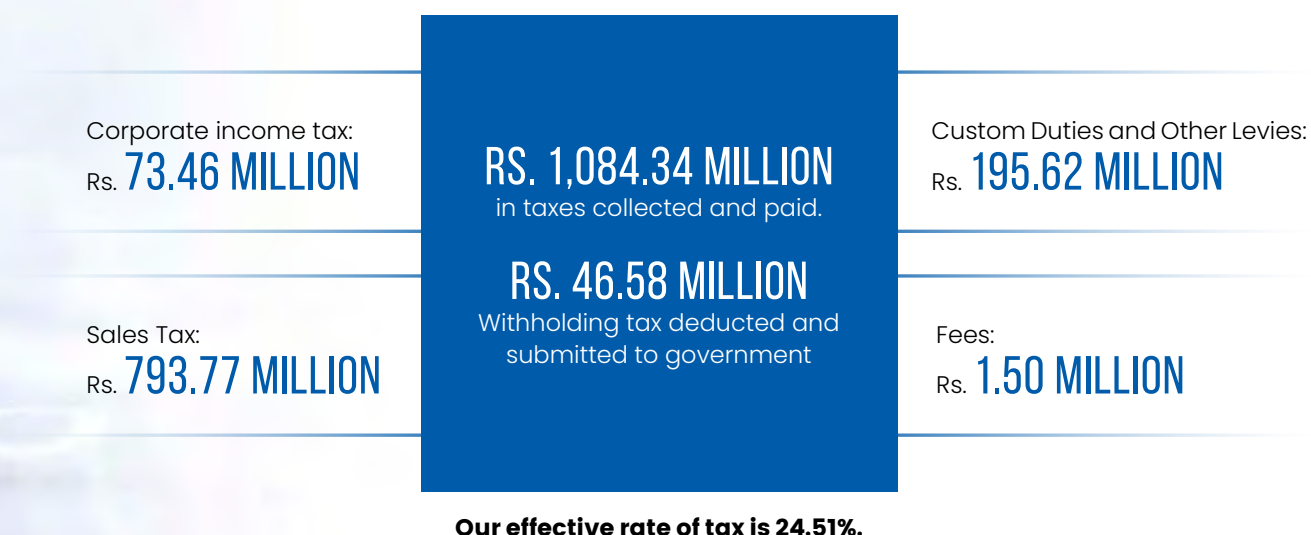 Corporate income tax:
Rs. 73.46 MILLION
Sales Tax:
Rs. 793.77 MILLION
RS. 1,084.34 MILLION
in taxes collected and paid.
RS. 46.58 MILLION
Withholding tax deducted and
submitted to government
Custom Duties and Other Levies:
Rs. 195.62 MILLION
Fees:
Rs. 1.50 MILLION
Our effective rate of tax is 24.51%.